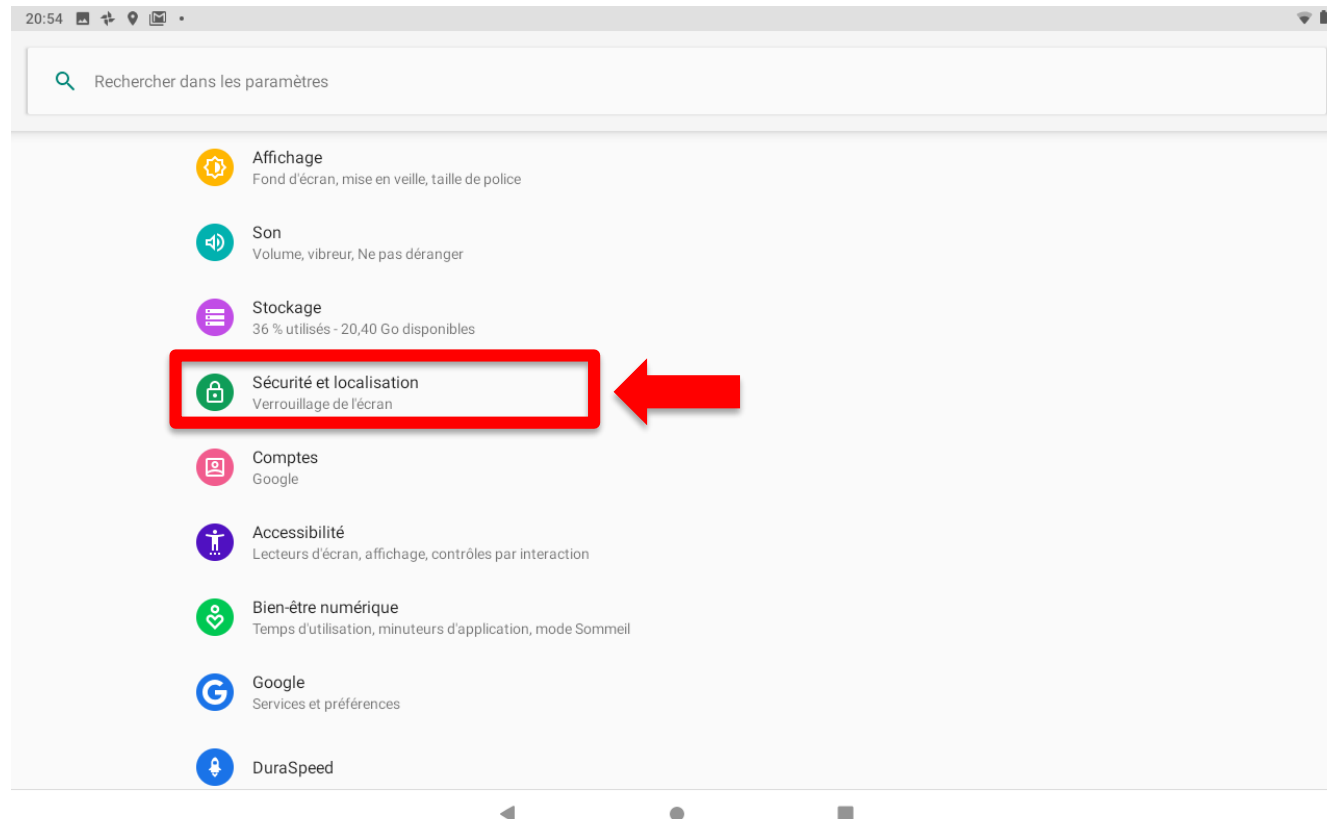 20:54
Rechercher dans les paramètres
Affichage
Fond d'écran, mise en veille, taille de police
Son
Volume, vibreur, Ne pas déranger
Stockage
36 % utilisés - 20,40 Go disponibles
Sécurité et localisation
Verrouillage de l'écran
Comptes
Google
Accessibilité
Lecteurs d'écran, affichage, contrôles par interaction
Bien-être numérique
Temps d'utilisation, minuteurs d'application, mode Sommeil
Google
Services et préférences
DuraSpeed